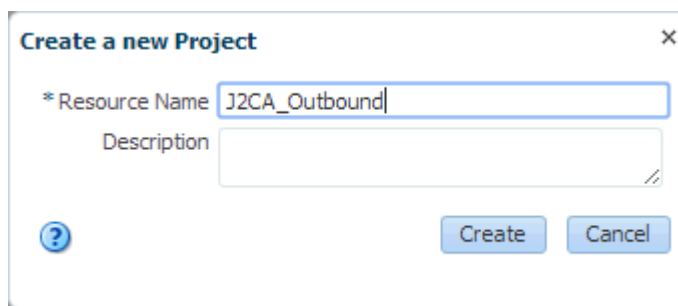 Create a new Project
* Resource Name J2CA_Outbound
Description
Create Cancel